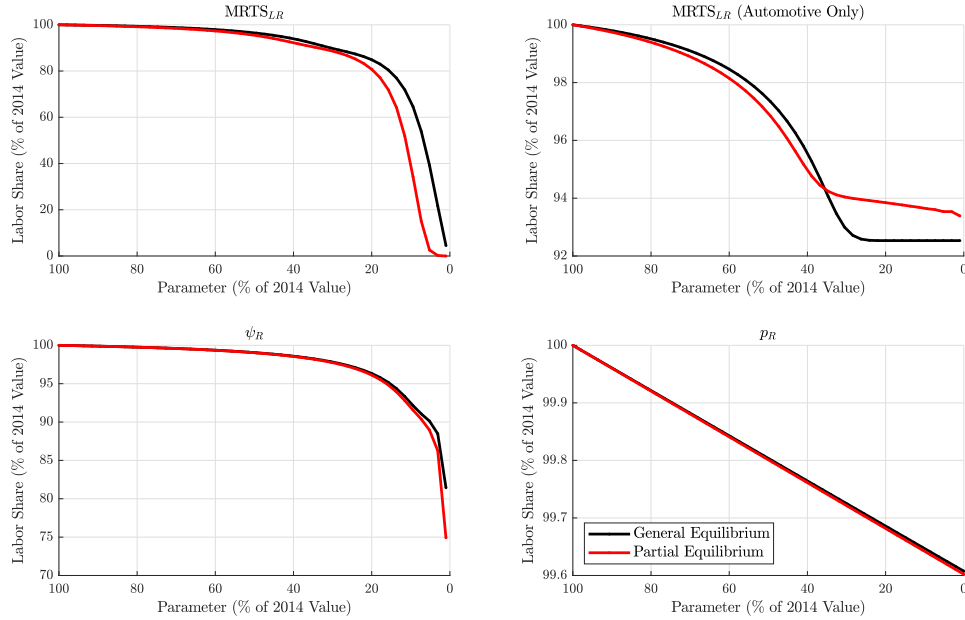 MRTS_LR
Labor Share (% of 2014 Value)
100
80
60
40
20
0
100 80 60 40 20 0
Parameter (% of 2014 Value)
MRTS_LR (Automotive Only)
Labor Share (% of 2014 Value)
100
98
96
94
92
100 80 60 40 20 0
Parameter (% of 2014 Value)
ψ_R
Labor Share (% of 2014 Value)
100
95
90
85
80
75
70
100 80 60 40 20 0
Parameter (% of 2014 Value)
p_R
Labor Share (% of 2014 Value)
100
99.9
99.8
99.7
99.6
General Equilibrium
Partial Equilibrium
100 80 60 40 20 0
Parameter (% of 2014 Value)